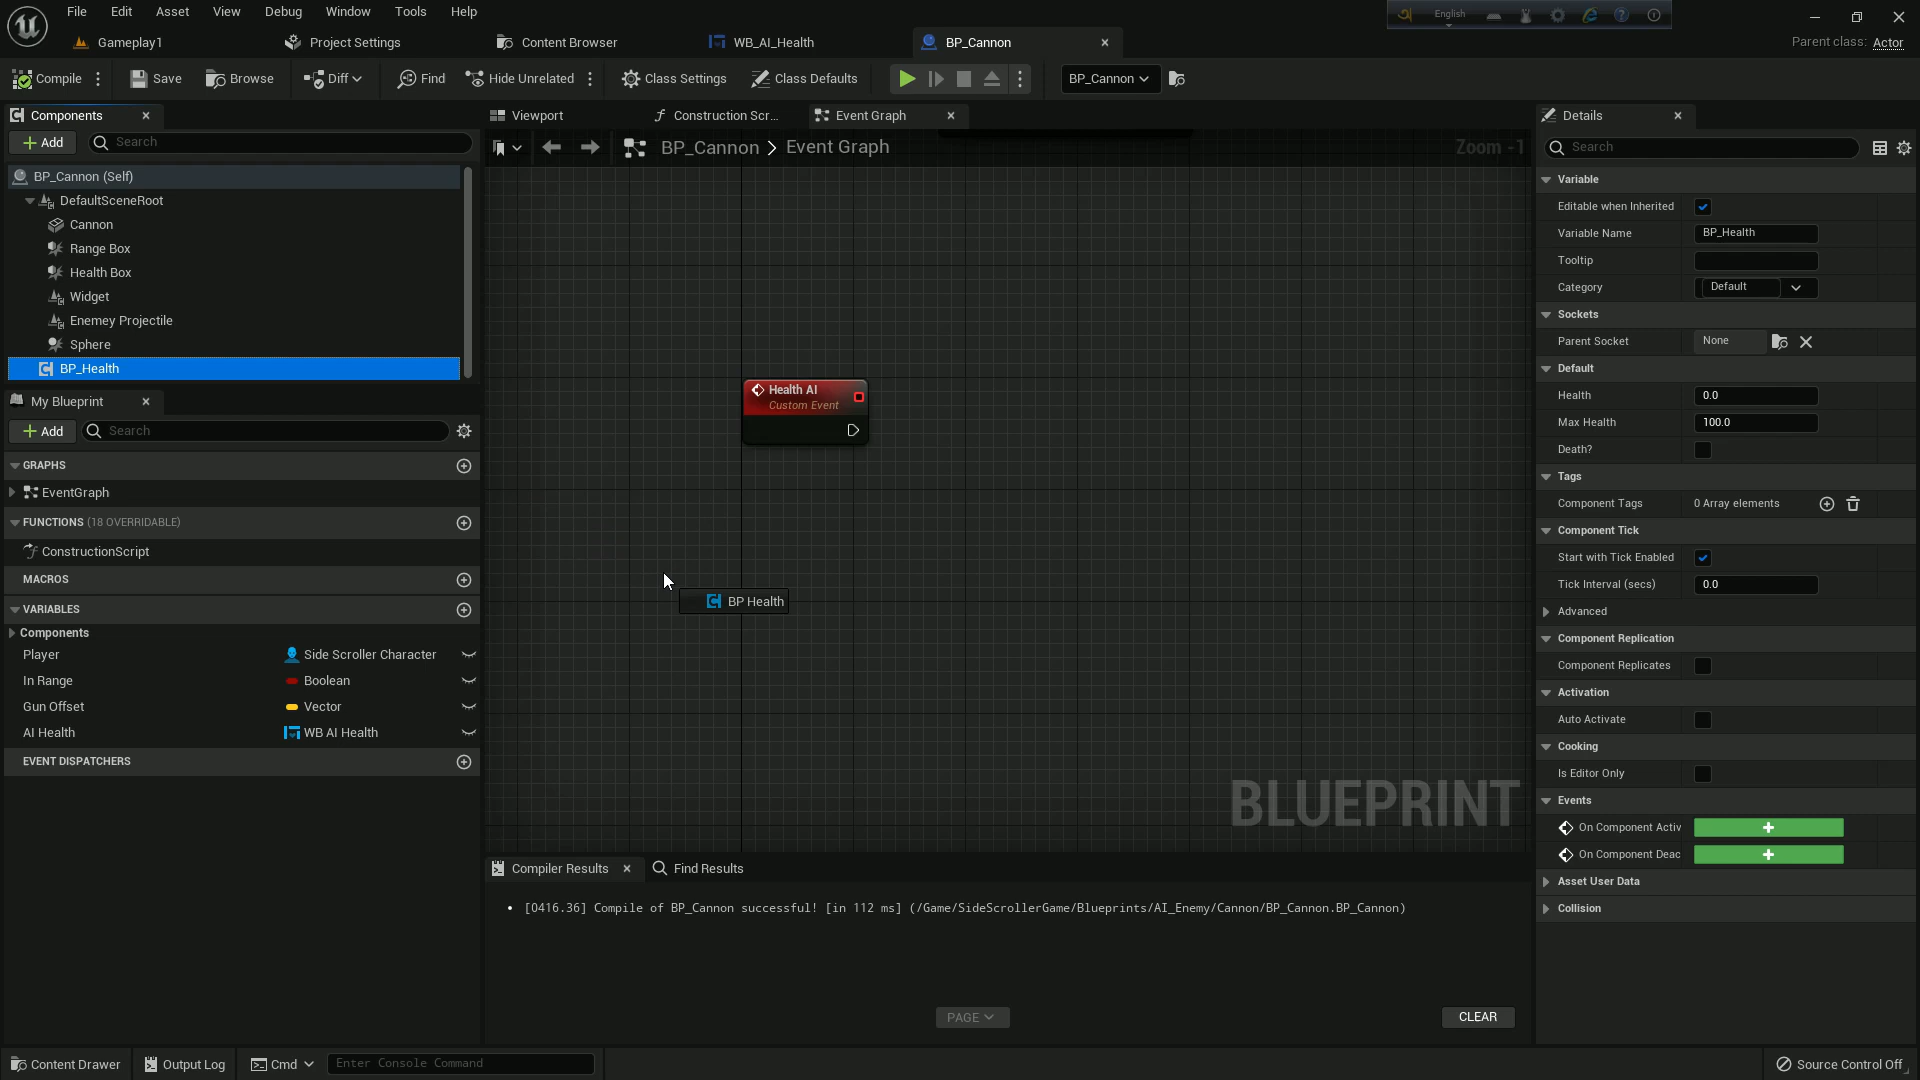 File Edit Asset View Debug Window Tools Help
English
Gameplay1 Project Settings Content Browser WB_AI_Health BP_Cannon
Parent class: Actor
Compile Save Browse Diff Find Hide Unrelated Class Settings Class Defaults BP_Cannon
Components
Add Search
BP_Cannon (Self)
DefaultSceneRoot
Cannon
Range Box
Health Box
Widget
Enemey Projectile
Sphere
BP_Health
My Blueprint
Add Search
GRAPHS
EventGraph
FUNCTIONS (18 OVERRIDABLE)
ConstructionScript
MACROS
VARIABLES
Components
Player Side Scroller Character
In Range Boolean
Gun Offset Vector
AI Health WB AI Health
EVENT DISPATCHERS
Viewport Construction Scr... Event Graph
BP_Cannon > Event Graph
Zoom -1
Health AI
Custom Event
BP Health
BLUEPRINT
Compiler Results Find Results
• [0416.36] Compile of BP_Cannon successful! [in 112 ms] (/Game/SideScrollerGame/Blueprints/AI_Enemy/Cannon/BP_Cannon.BP_Cannon)
PAGE CLEAR
Details
Search
Variable
Editable when Inherited
Variable Name BP_Health
Tooltip
Category Default
Sockets
Parent Socket None
Default
Health 0.0
Max Health 100.0
Death?
Tags
Component Tags 0 Array elements
Component Tick
Start with Tick Enabled
Tick Interval (secs) 0.0
Advanced
Component Replication
Component Replicates
Activation
Auto Activate
Cooking
Is Editor Only
Events
On Component Activ
On Component Deac
Asset User Data
Collision
Content Drawer Output Log Cmd Enter Console Command Source Control Off